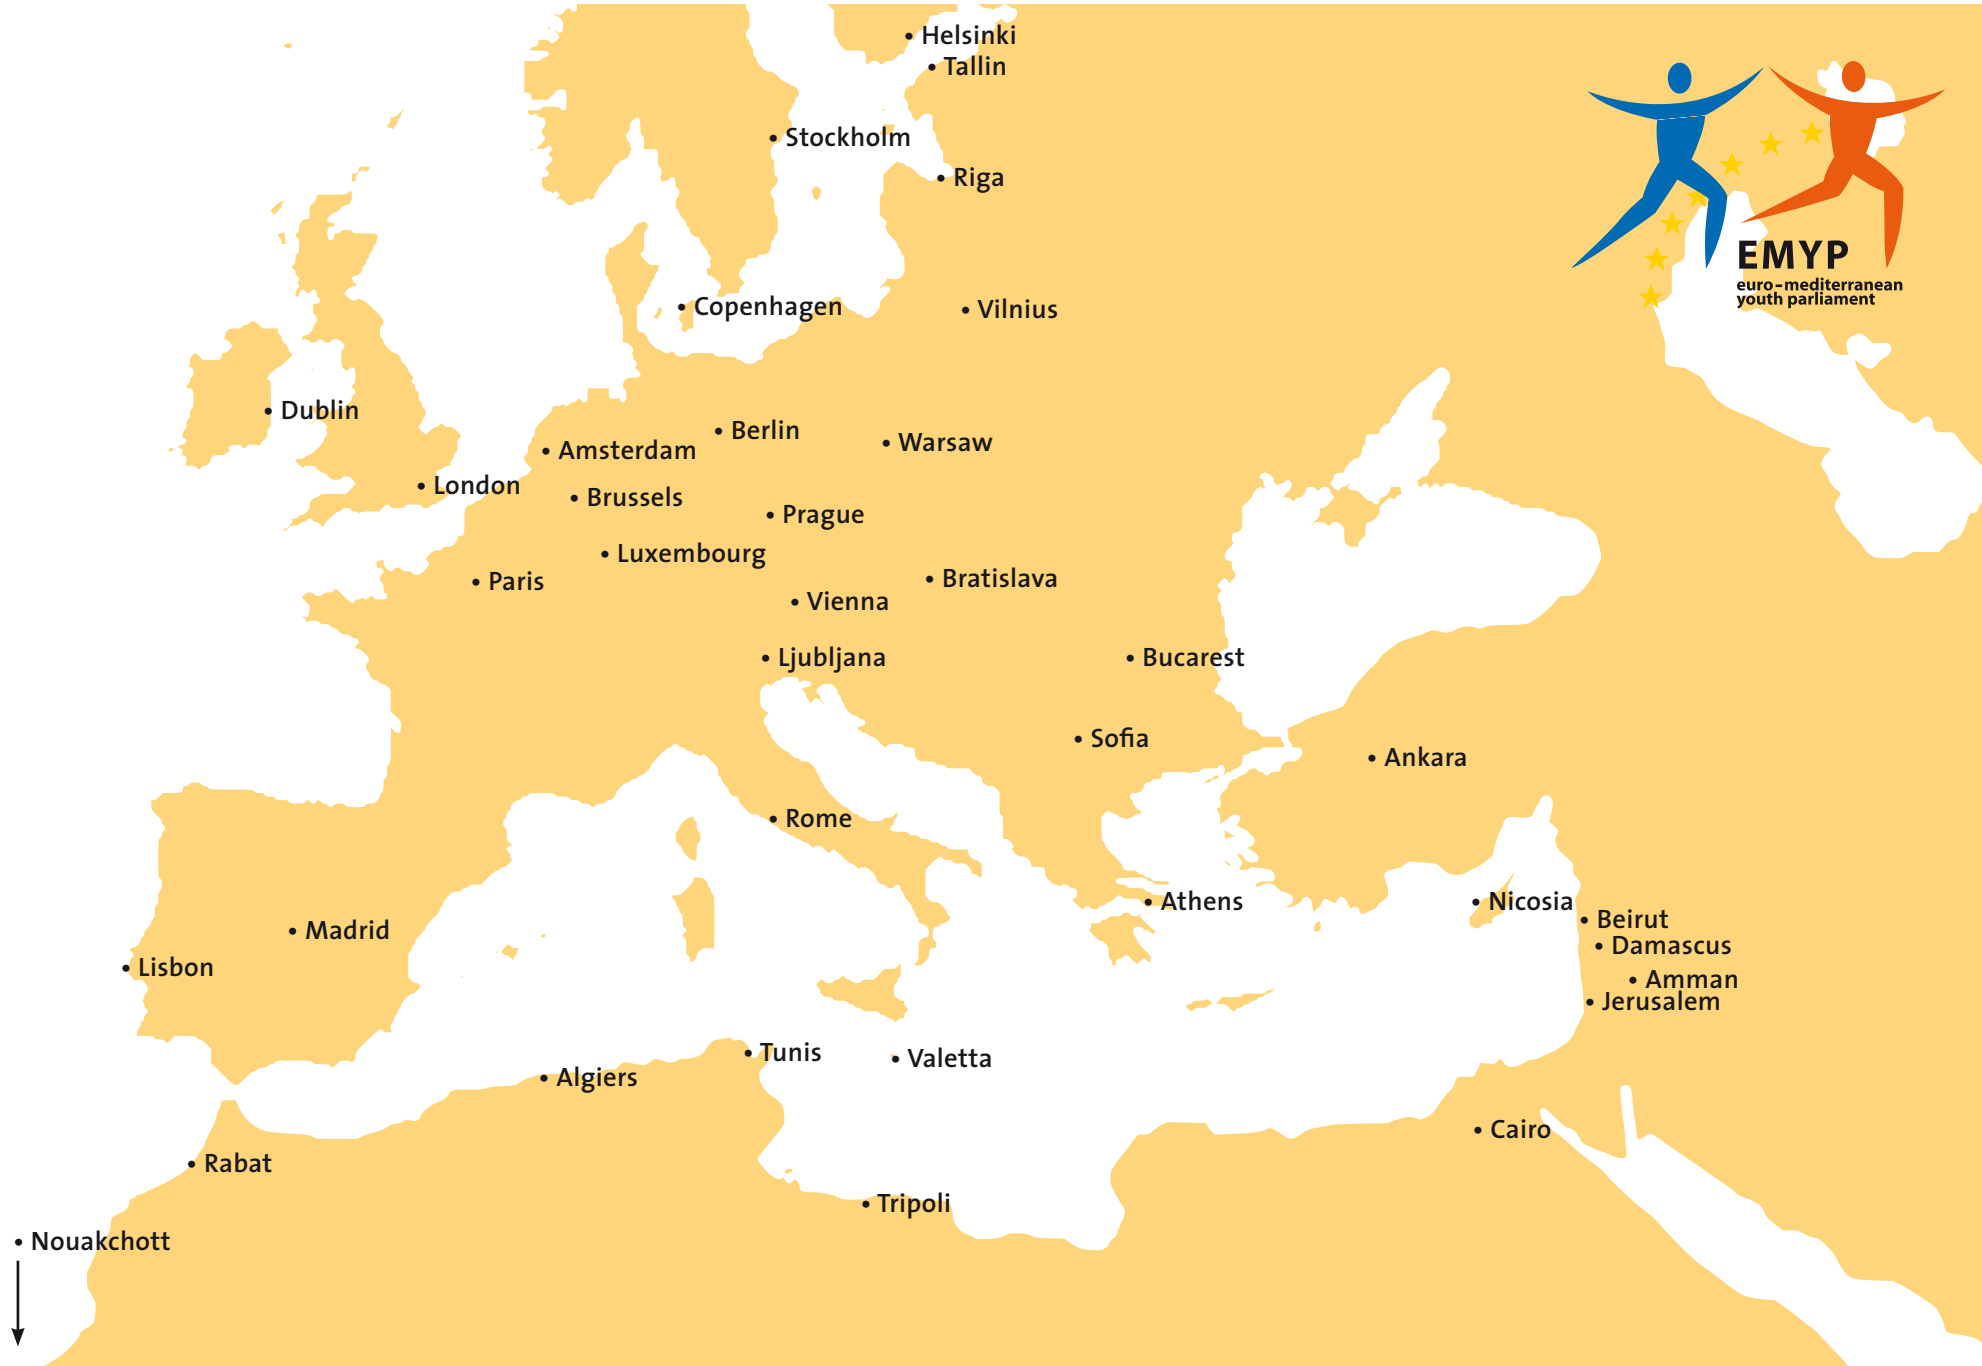 Helsinki
Tallin
Stockholm
Riga
EMYP
euro-mediterranean
youth parliament
Copenhagen
Vilnius
Dublin
Berlin
Warsaw
Amsterdam
London
Brussels
Prague
Luxembourg
Paris
Bratislava
Vienna
Ljubljana
Bucarest
Sofia
Ankara
Rome
Athens
Nicosia
Beirut
Madrid
Damascus
Lisbon
Amman
Jerusalem
Tunis
Valetta
Algiers
Cairo
Rabat
Tripoli
Nouakchott